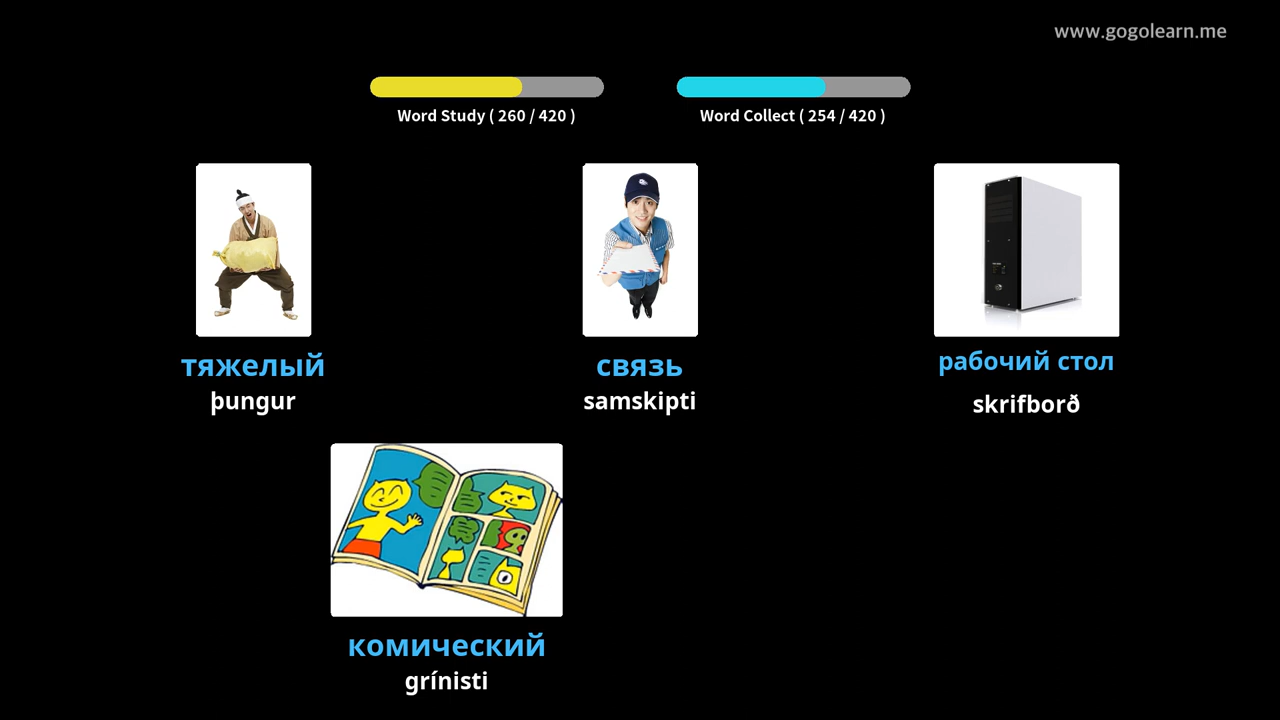 www.gogolearn.me
Word Study ( 260 / 420 )
Word Collect ( 254 / 420 )
тяжелый
þungur
связь
samskipti
рабочий стол
skrifborð
комический
grínisti